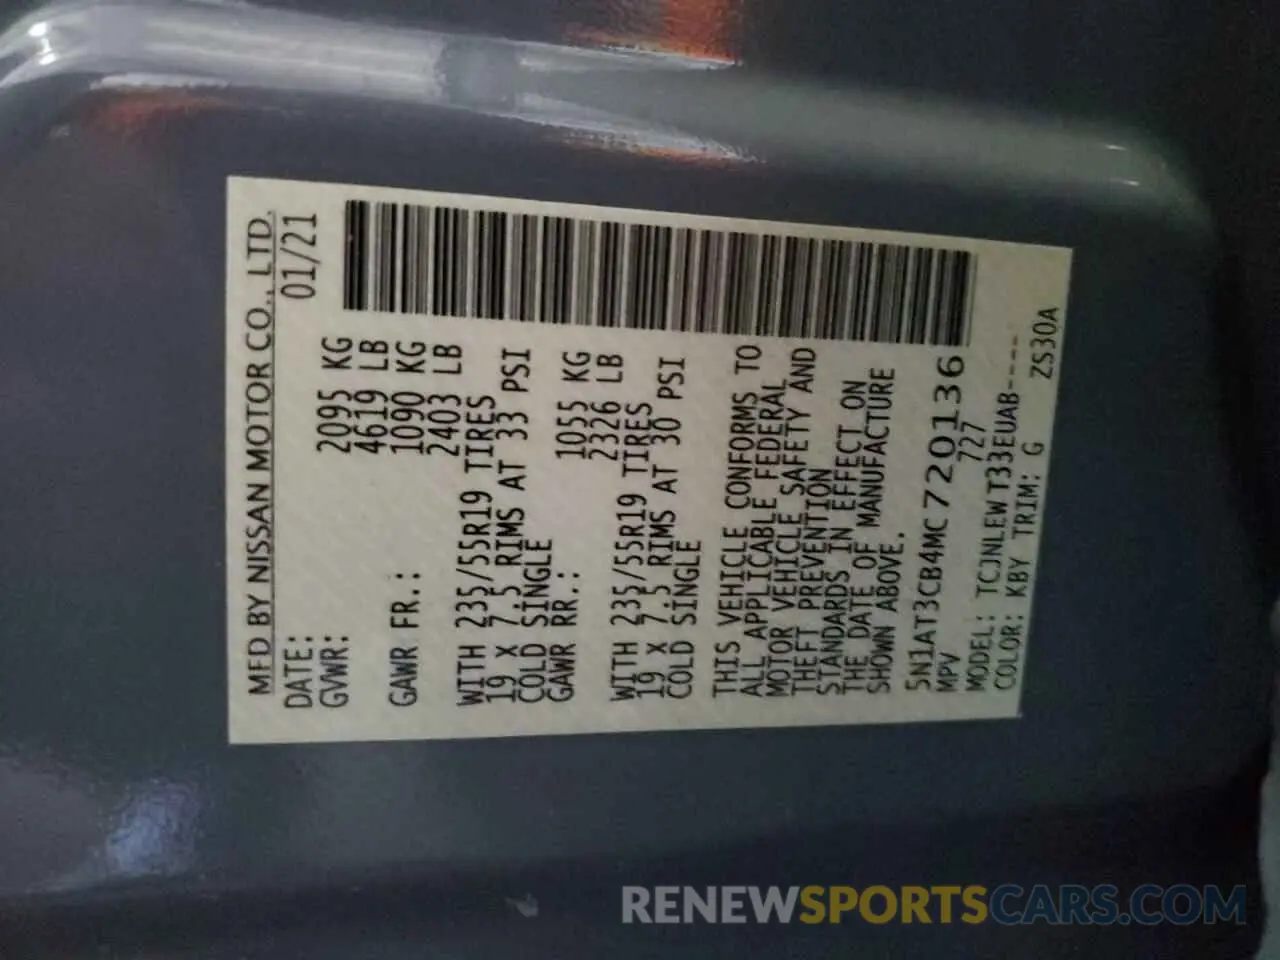 MFD BY NISSAN MOTOR CO., LTD.
DATE: 01/21
GVWR: 2095 KG
4619 LB
GAWR FR.: 1090 KG
2403 LB
WITH 235/55R19 TIRES
19 X 7.5 RIMS AT 33 PSI
COLD SINGLE
GAWR RR.: 1055 KG
2326 LB
WITH 235/55R19 TIRES
19 X 7.5 RIMS AT 30 PSI
COLD SINGLE
THIS VEHICLE CONFORMS TO
ALL APPLICABLE FEDERAL
MOTOR VEHICLE SAFETY AND
THEFT PREVENTION
STANDARDS IN EFFECT ON
THE DATE OF MANUFACTURE
SHOWN ABOVE.
5N1AT3CB4MC720136
MPV 727
MODEL: TCJNLEWT33EUAB----
COLOR: KBY TRIM: G ZS30A
RENEWSPORTSCARS.COM